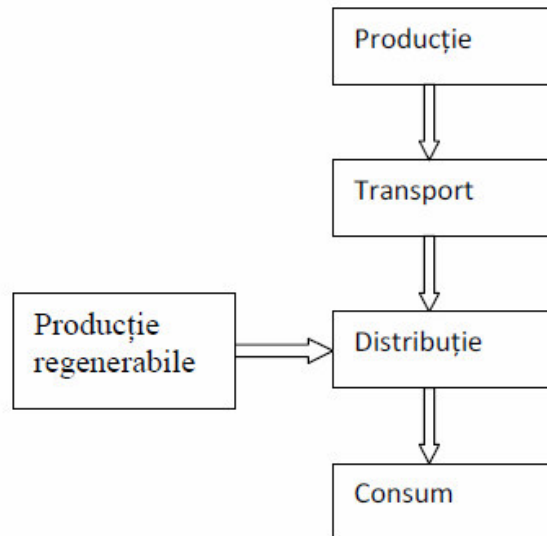 Producție
Transport
Producție
regenerabile
Distribuție
Consum